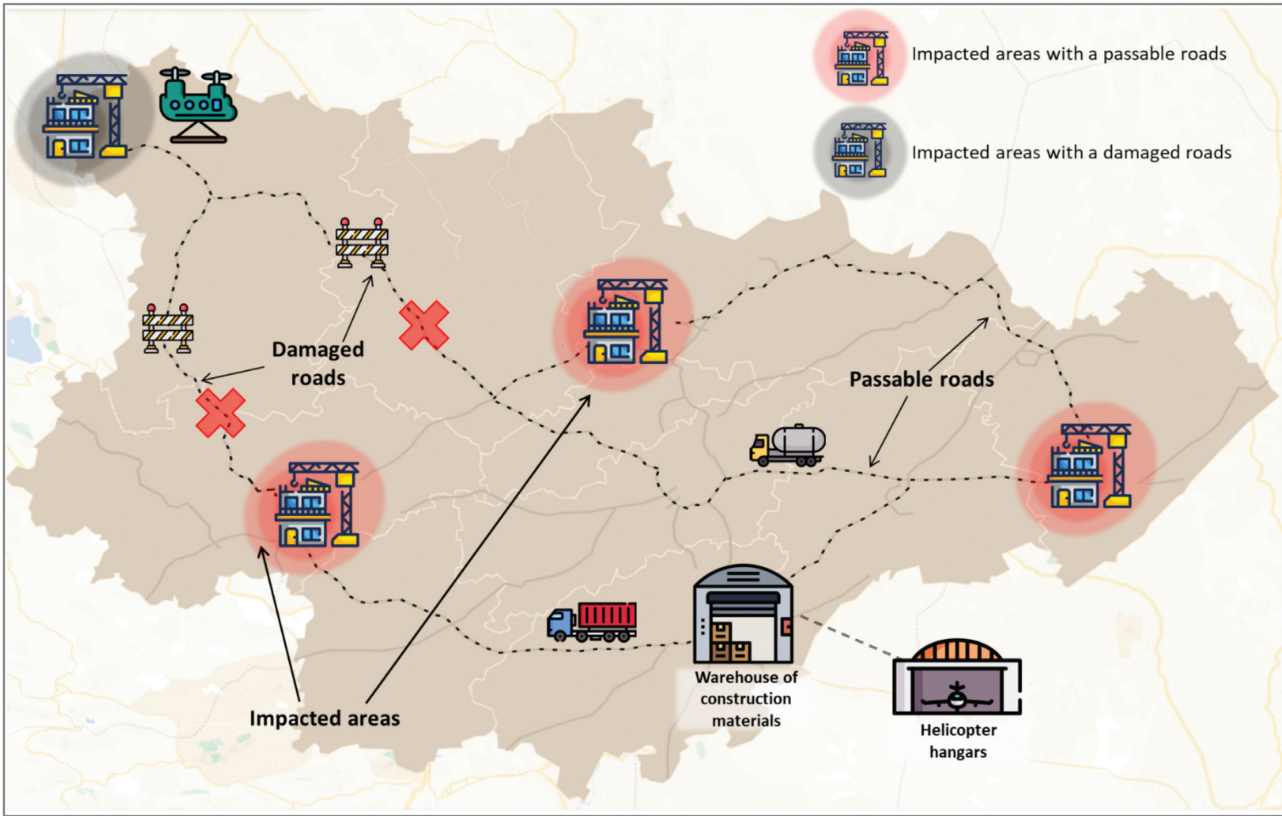 Impacted areas with a passable roads
Impacted areas with a damaged roads
Damaged
roads
Passable roads
Impacted areas
Warehouse of
construction
materials
Helicopter
hangars